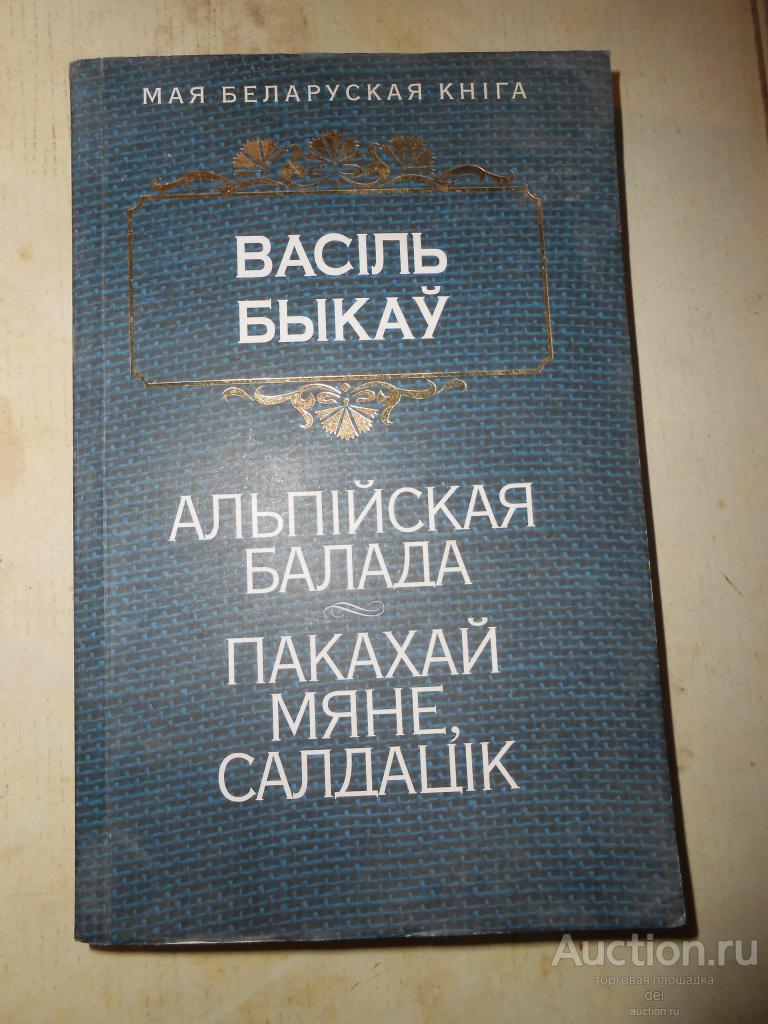 МАЯ БЕЛАРУСКАЯ КНІГА
ВАСІЛЬ
БЫКАЎ
АЛЬПІЙСКАЯ
БАЛАДА
ПАКАХАЙ
МЯНЕ,
САЛДАЦІК
Auction.ru
торговая площадка
del
auction.ru